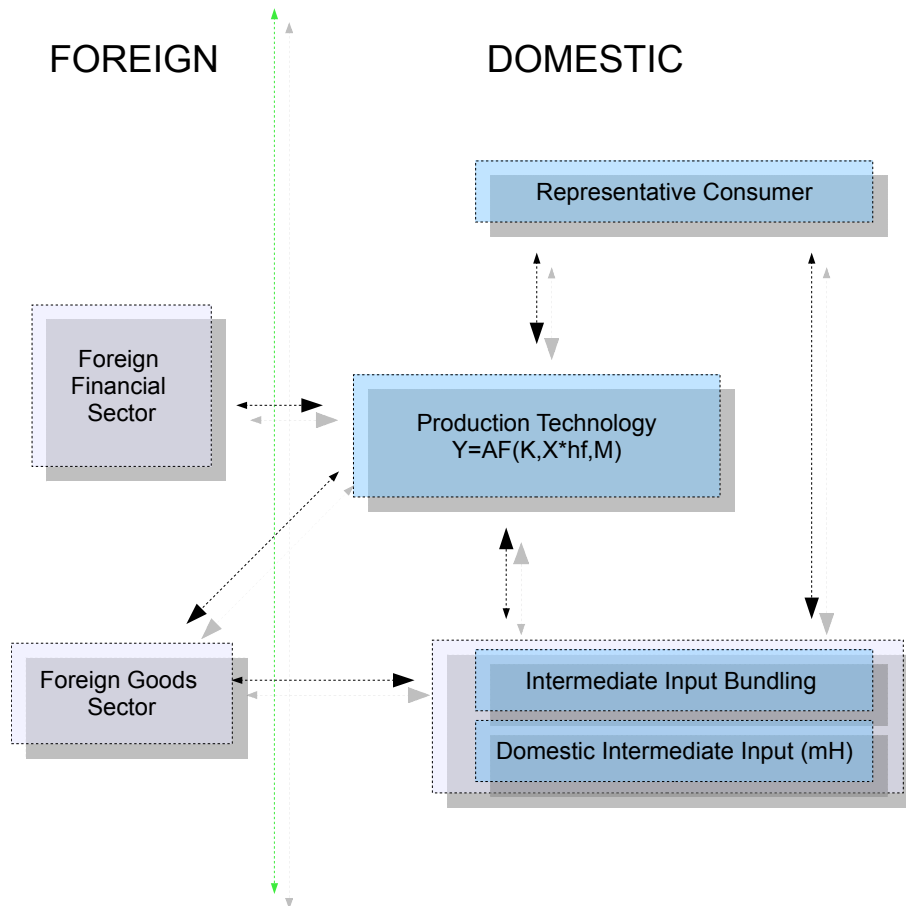 FOREIGN
DOMESTIC
Representative Consumer
Foreign
Financial
Sector
Production Technology
Y=AF(K,X*hf,M)
Foreign Goods
Sector
Intermediate Input Bundling
Domestic Intermediate Input (mH)